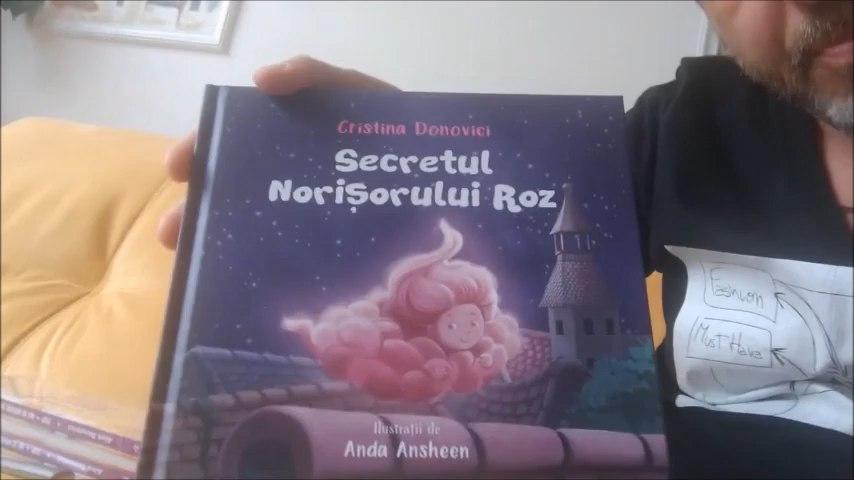 Cristina Donovici
Secretul
Norișorului Roz
Ilustrații de
Anda Ansheen
Fashion
Must Have